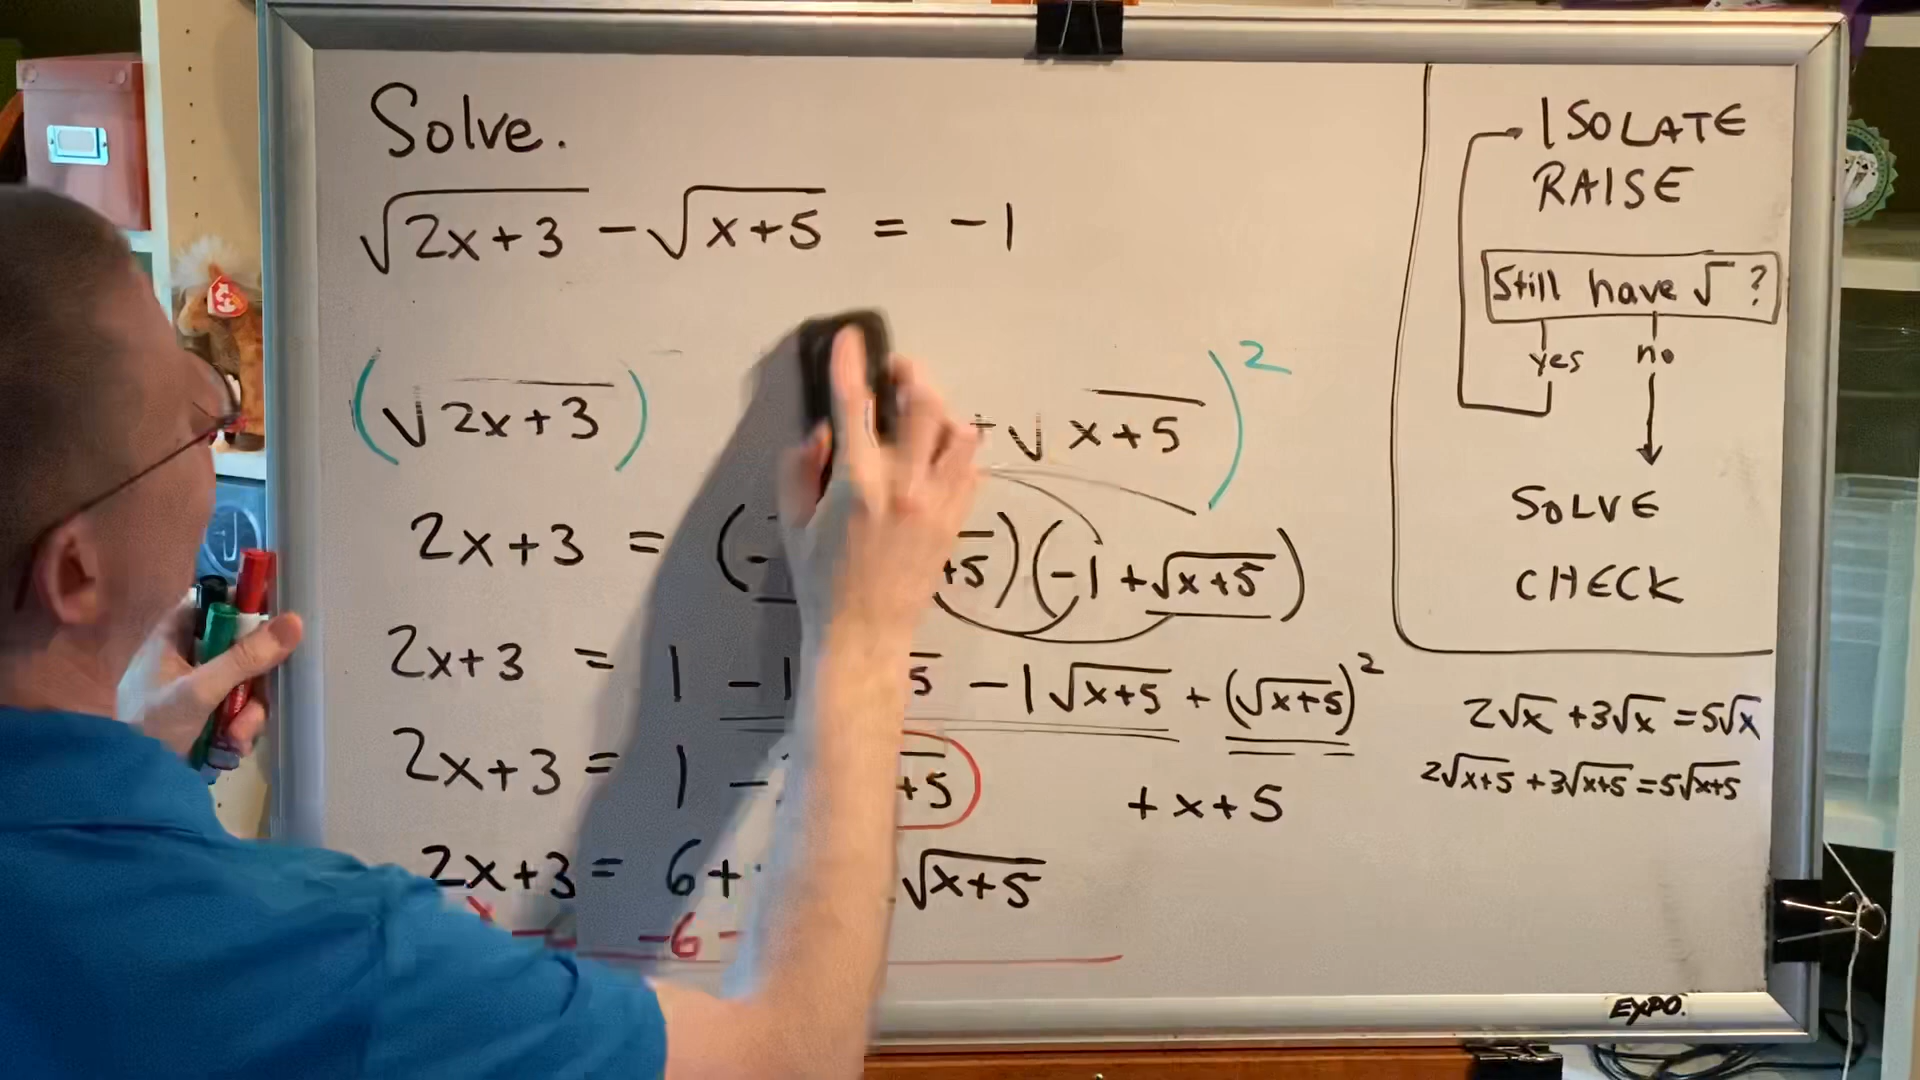 Solve.
√2x+3 - √x+5 = -1
(√2x+3) + √x+5)²
2x+3 = (- +5)(-1+√x+5)
2x+3 = 1 -1 5 -1√x+5 + (√x+5)²
2x+3 = 1 - +5 + x+5
2x+3 = 6+ √x+5
x -6 -
ISOLATE
RAISE
Still have √ ?
yes no
SOLVE
CHECK
2√x + 3√x = 5√x
2√x+5 + 3√x+5 = 5√x+5
EXPO.